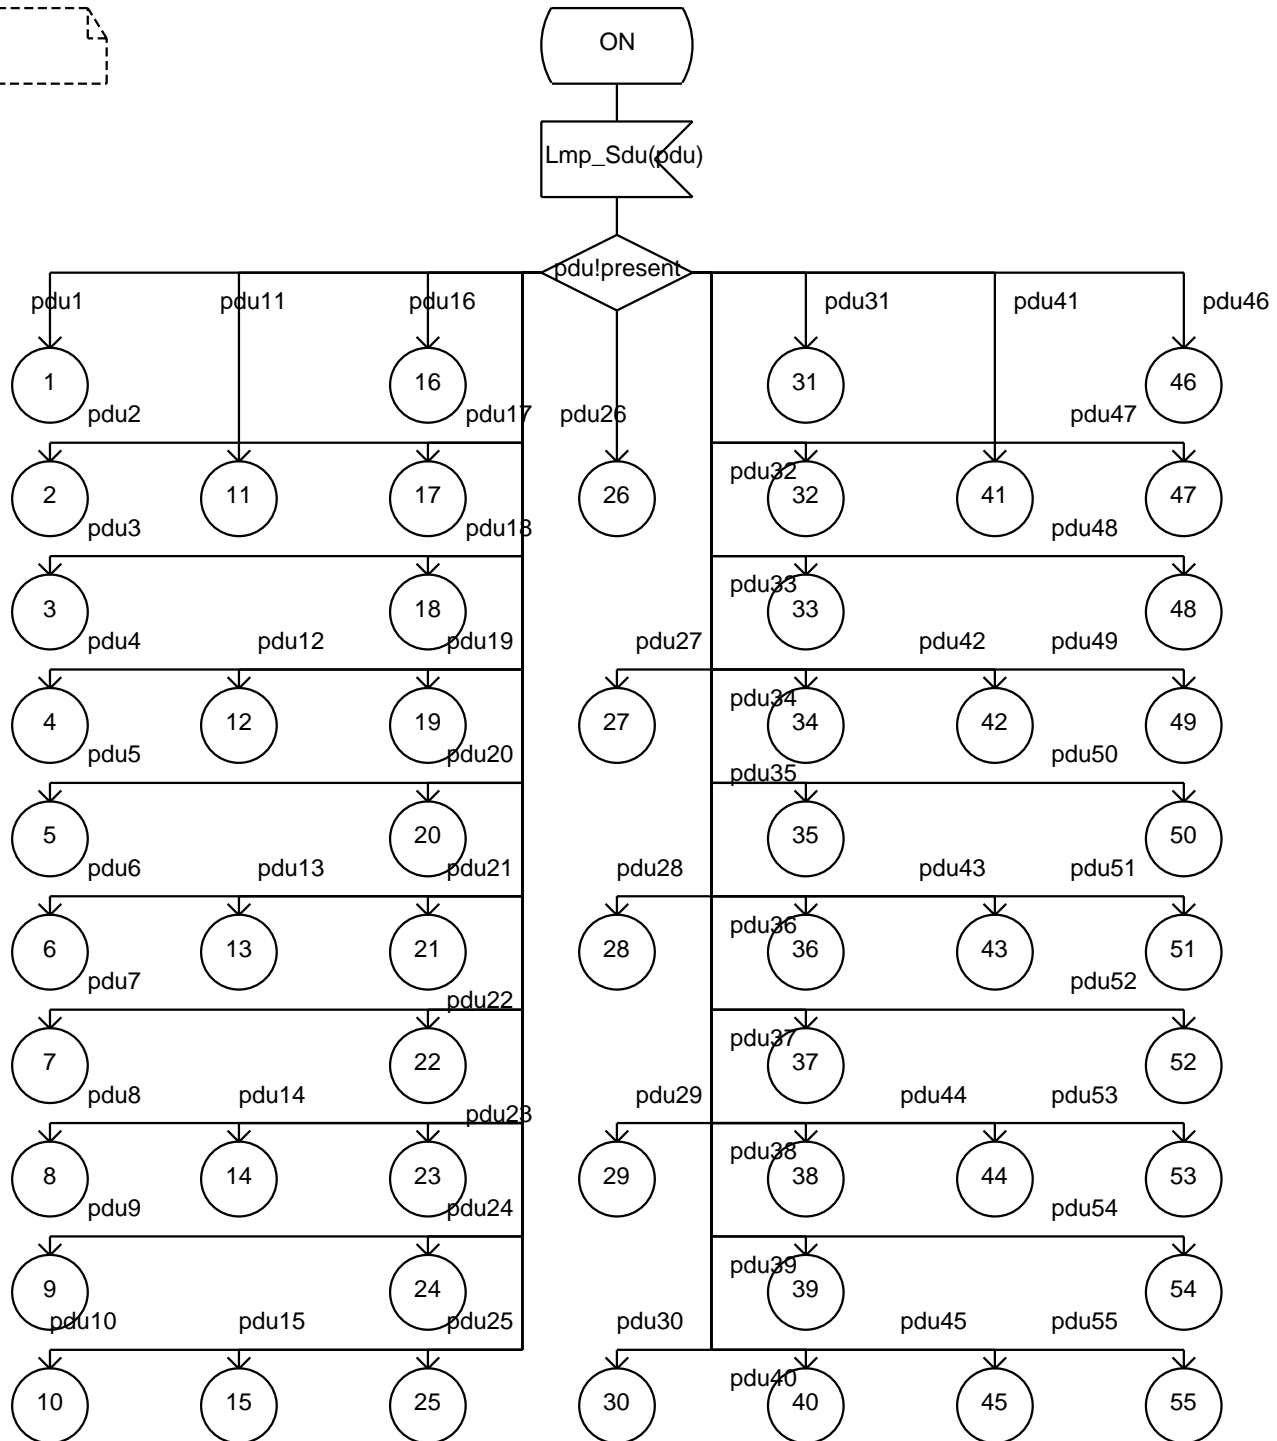 ON
Lmp_Sdu(pdu)
pdu!present
pdu1 pdu11 pdu16 pdu31 pdu41 pdu46
1 16 31 46
pdu2 pdu17 pdu26 pdu47
pdu32
2 11 17 26 32 41 47
pdu3 pdu18 pdu48
pdu33
3 18 33 48
pdu4 pdu12 pdu19 pdu27 pdu42 pdu49
pdu34
4 12 19 27 34 42 49
pdu5 pdu20 pdu50
pdu35
5 20 35 50
pdu6 pdu13 pdu21 pdu28 pdu43 pdu51
pdu36
6 13 21 28 36 43 51
pdu7 pdu52
pdu22
pdu37
7 22 37 52
pdu8 pdu14 pdu29 pdu44 pdu53
pdu23
pdu38
8 14 23 29 38 44 53
pdu9 pdu24 pdu54
pdu39
9 24 39 54
pdu10 pdu15 pdu25 pdu30 pdu45 pdu55
pdu40
10 15 25 30 40 45 55